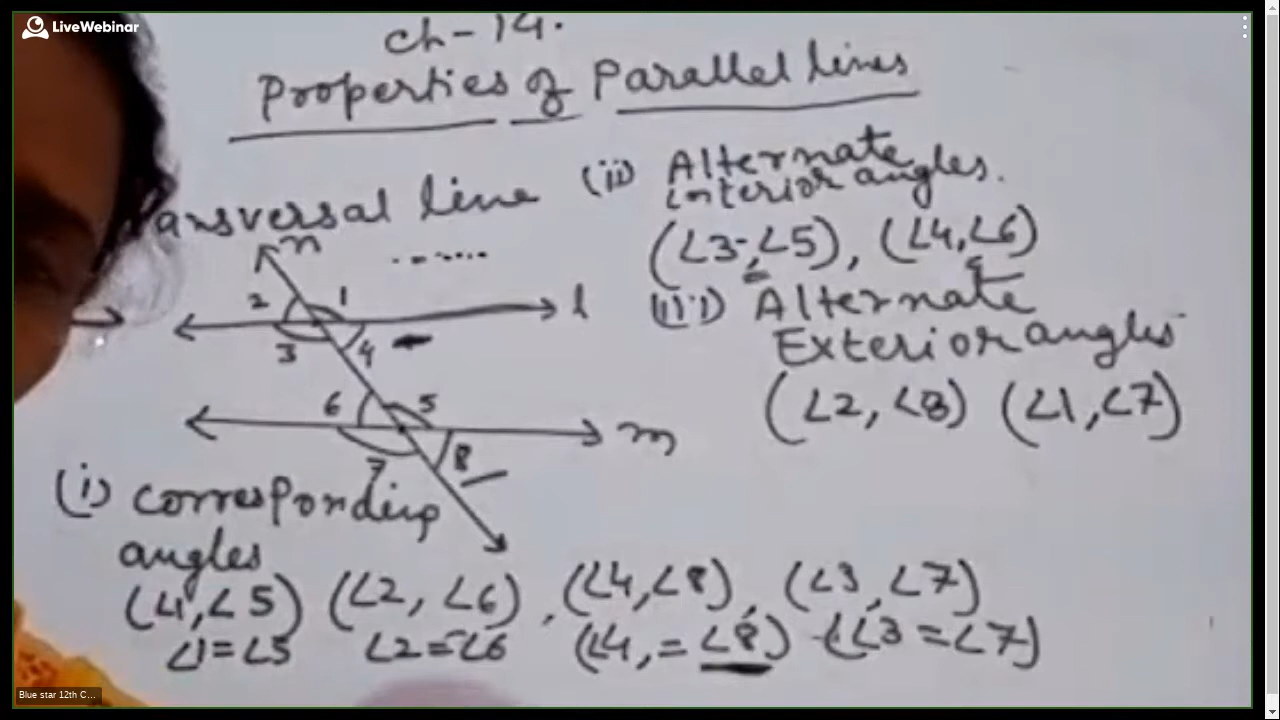 LiveWebinar
Ch-14.
Properties of Parallel lines
ansversal line
n
2 1
l
3 4
6 5
m
7 8
(i) Corresponding
angles
(∠1,∠5) (∠2, ∠6), (∠4,∠8), (∠3, ∠7)
∠1=∠5 ∠2=∠6 (∠4,=∠8) (∠3=∠7)
(ii) Alternate
interior angles.
(∠3,∠5), (∠4,∠6)
(iii) Alternate
Exterior angles
(∠2, ∠8) (∠1, ∠7)
Blue star 12th C...